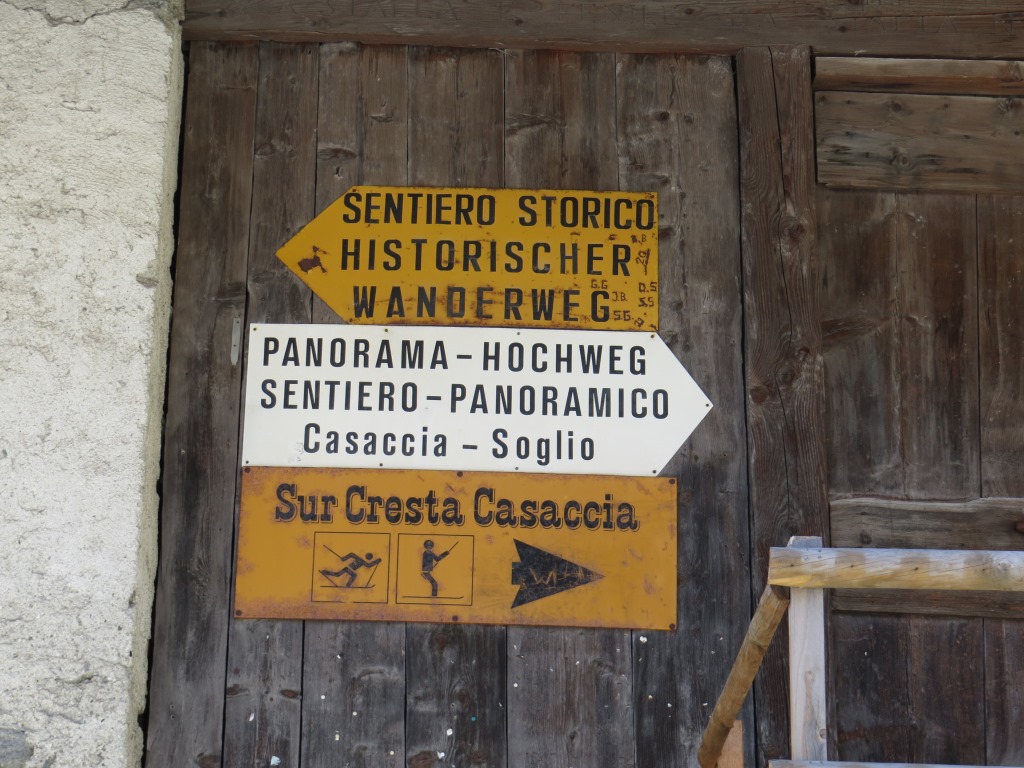 SENTIERO STORICO
HISTORISCHER
WANDERWEG
PANORAMA – HOCHWEG
SENTIERO – PANORAMICO
Casaccia – Soglio
Sur Cresta Casaccia